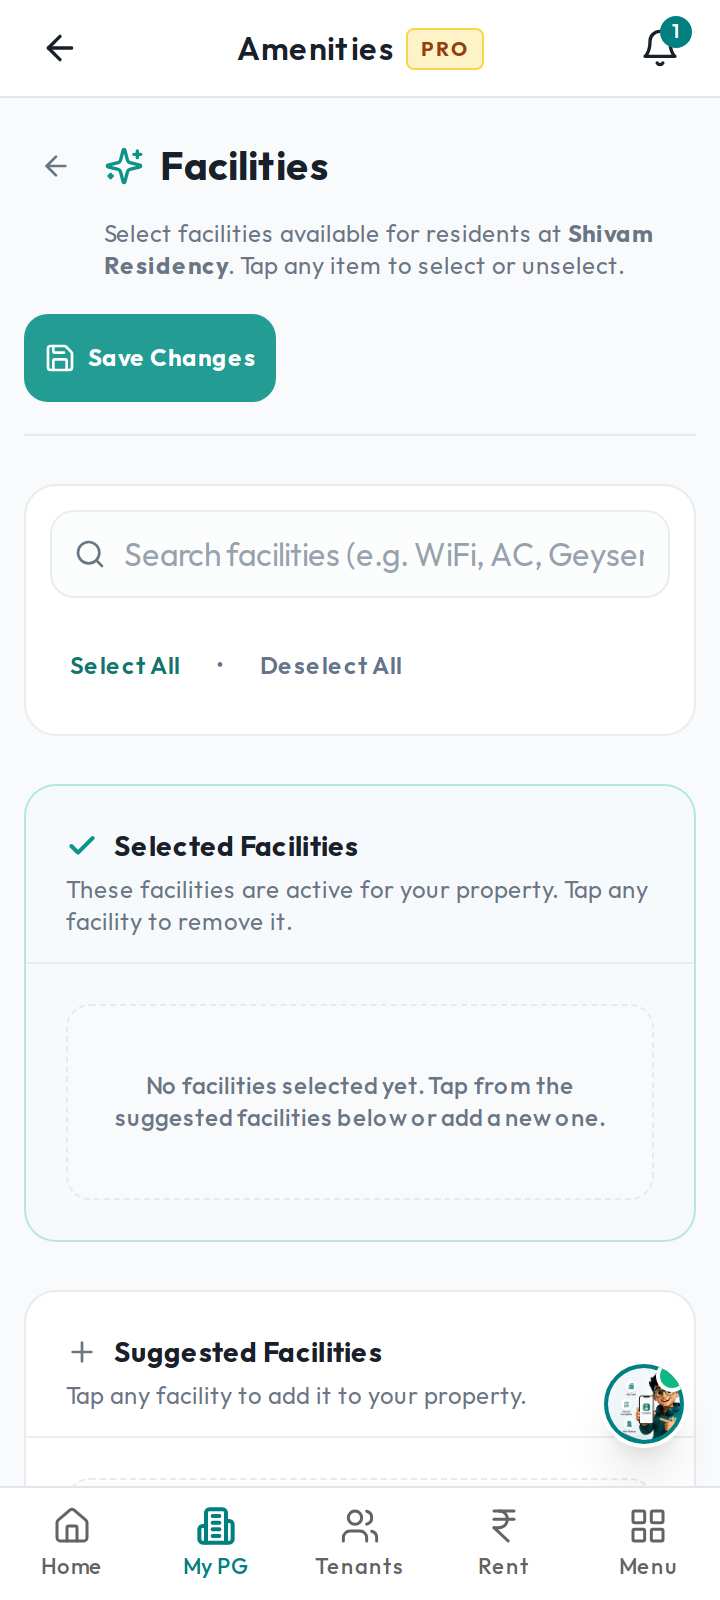 Amenities PRO
1
Facilities
Select facilities available for residents at Shivam
Residency. Tap any item to select or unselect.
Save Changes
Search facilities (e.g. WiFi, AC, Geyser
Select All • Deselect All
Selected Facilities
These facilities are active for your property. Tap any
facility to remove it.
No facilities selected yet. Tap from the
suggested facilities below or add a new one.
Suggested Facilities
Tap any facility to add it to your property.
Home My PG Tenants Rent Menu